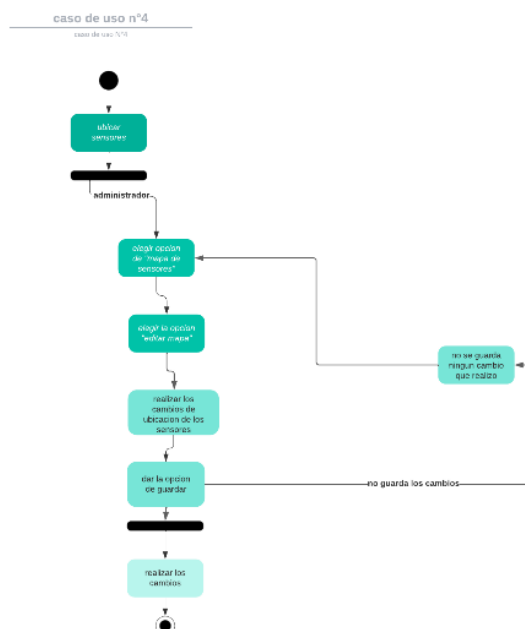 caso de uso n°4
caso de uso N°4
ubicar
sensores
administrador
elegir opcion
de "mapa de
sensores"
elegir la opcion
"editar mapa"
no se guarda
ningun cambio
que realizo
realizar los
cambios de
ubicacion de los
sensores
dar la opcion
de guardar
no guarda los cambios
realizar los
cambios